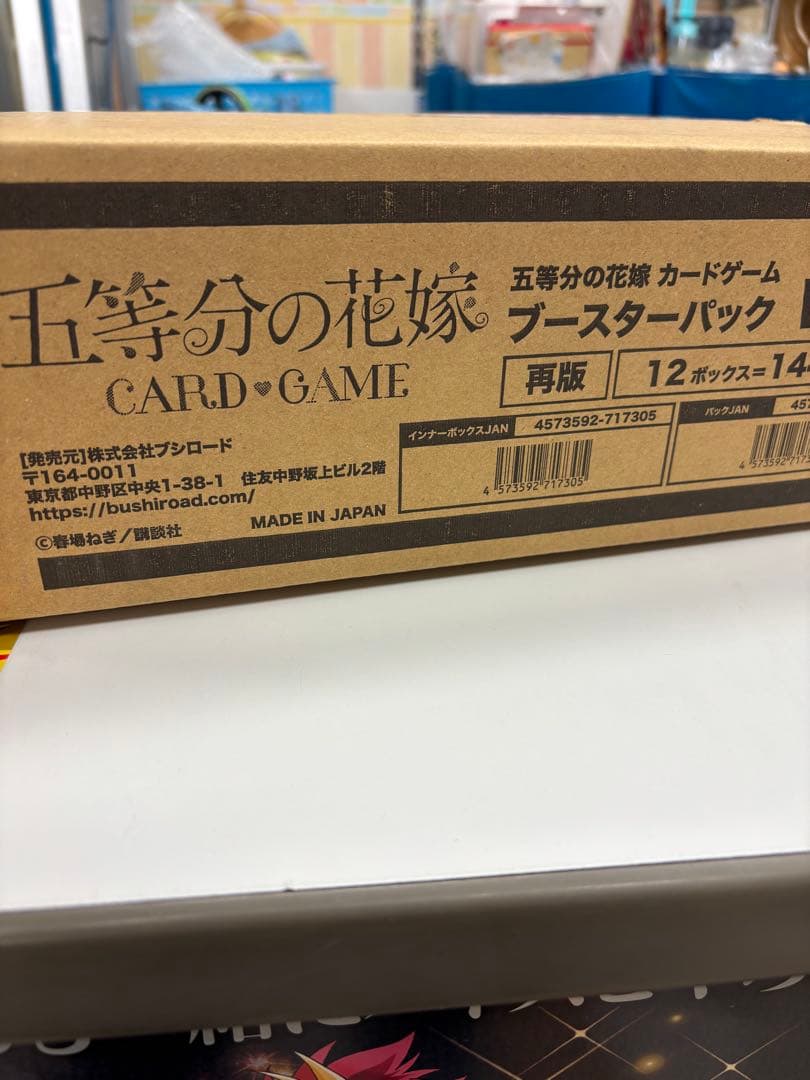 五等分の花嫁
CARD♥GAME
五等分の花嫁 カードゲーム
ブースターパック
再版
12ボックス=14
インナーボックスJAN 4573592-717305
4 573592 717305
パックJAN
[発売元]株式会社ブシロード
〒164-0011
東京都中野区中央1-38-1 住友中野坂上ビル2階
https://bushiroad.com/
MADE IN JAPAN
©春場ねぎ/講談社